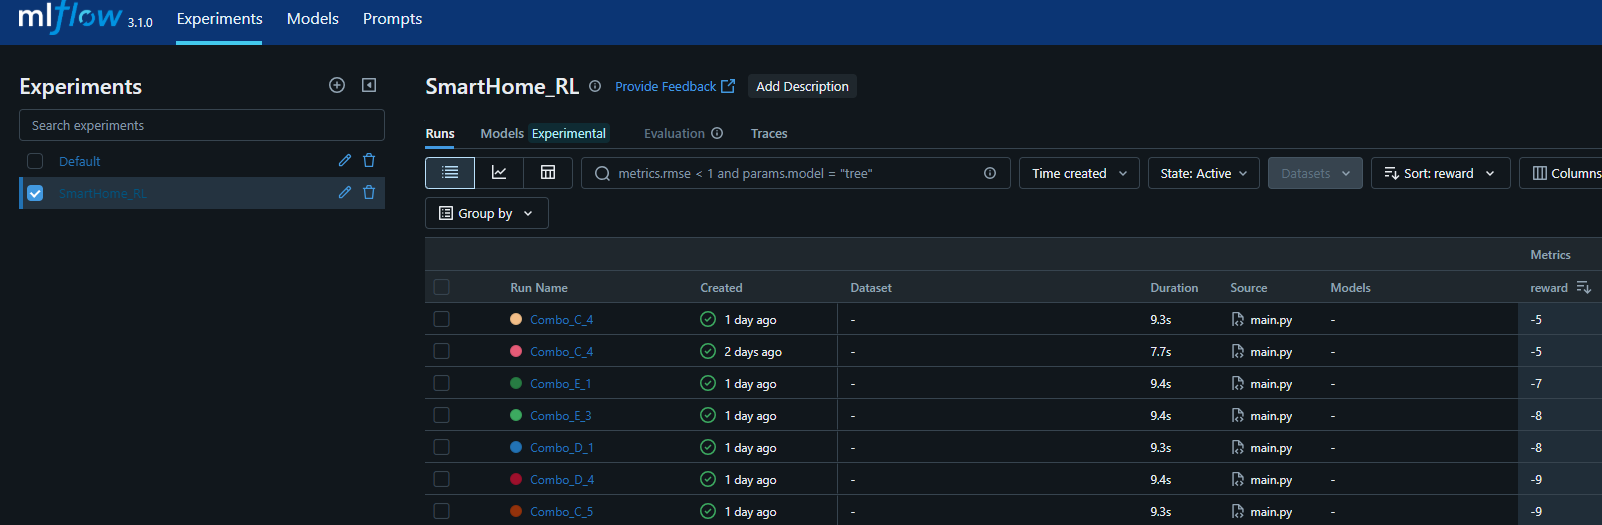 mlflow 3.1.0 Experiments Models Prompts
Experiments
Search experiments
Default
SmartHome_RL
SmartHome_RL Provide Feedback Add Description
Runs Models Experimental Evaluation Traces
metrics.rmse < 1 and params.model = "tree" Time created State: Active Datasets Sort: reward Columns
Group by
Metrics
Run Name Created Dataset Duration Source Models reward
Combo_C_4 1 day ago - 9.3s main.py - -5
Combo_C_4 2 days ago - 7.7s main.py - -5
Combo_E_1 1 day ago - 9.4s main.py - -7
Combo_E_3 1 day ago - 9.4s main.py - -8
Combo_D_1 1 day ago - 9.3s main.py - -8
Combo_D_4 1 day ago - 9.4s main.py - -9
Combo_C_5 1 day ago - 9.3s main.py - -9